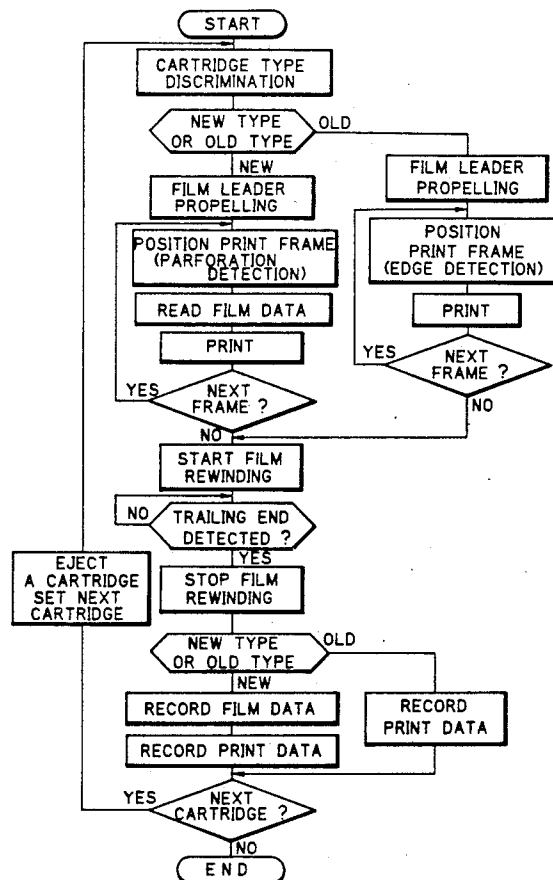 START
CARTRIDGE TYPE
DISCRIMINATION
NEW TYPE
OR OLD TYPE
OLD
NEW
FILM LEADER
PROPELLING
FILM LEADER
PROPELLING
POSITION PRINT FRAME
(PARFORATION
DETECTION)
POSITION
PRINT FRAME
(EDGE DETECTION)
READ FILM DATA
PRINT
PRINT
YES
NEXT
FRAME ?
YES
NEXT
FRAME ?
NO
NO
START FILM
REWINDING
NO
TRAILING END
DETECTED ?
YES
EJECT
A CARTRIDGE
SET NEXT
CARTRIDGE
STOP FILM
REWINDING
NEW TYPE
OR OLD TYPE
OLD
NEW
RECORD FILM DATA
RECORD
PRINT DATA
RECORD PRINT DATA
YES
NEXT
CARTRIDGE ?
NO
END